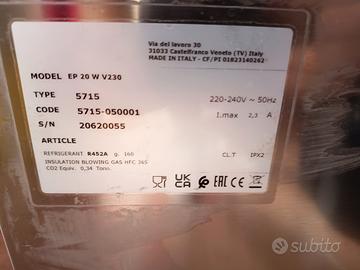 Via del lavoro 30
31033 Castelfranco Veneto (TV) Italy
MADE IN ITALY - CF/PI 01823140262
MODEL EP 20 W V230
TYPE 5715
CODE 5715-050001
S/N 20620055
220-240V ~ 50Hz
I.max 2,3 A
ARTICLE
REFRIGERANT R452A g. 160
INSULATION BLOWING GAS HFC 365
CO2 Equiv. 0,34 Tonn.
CL.T IPX2
UK CA
CE
EAC
subito